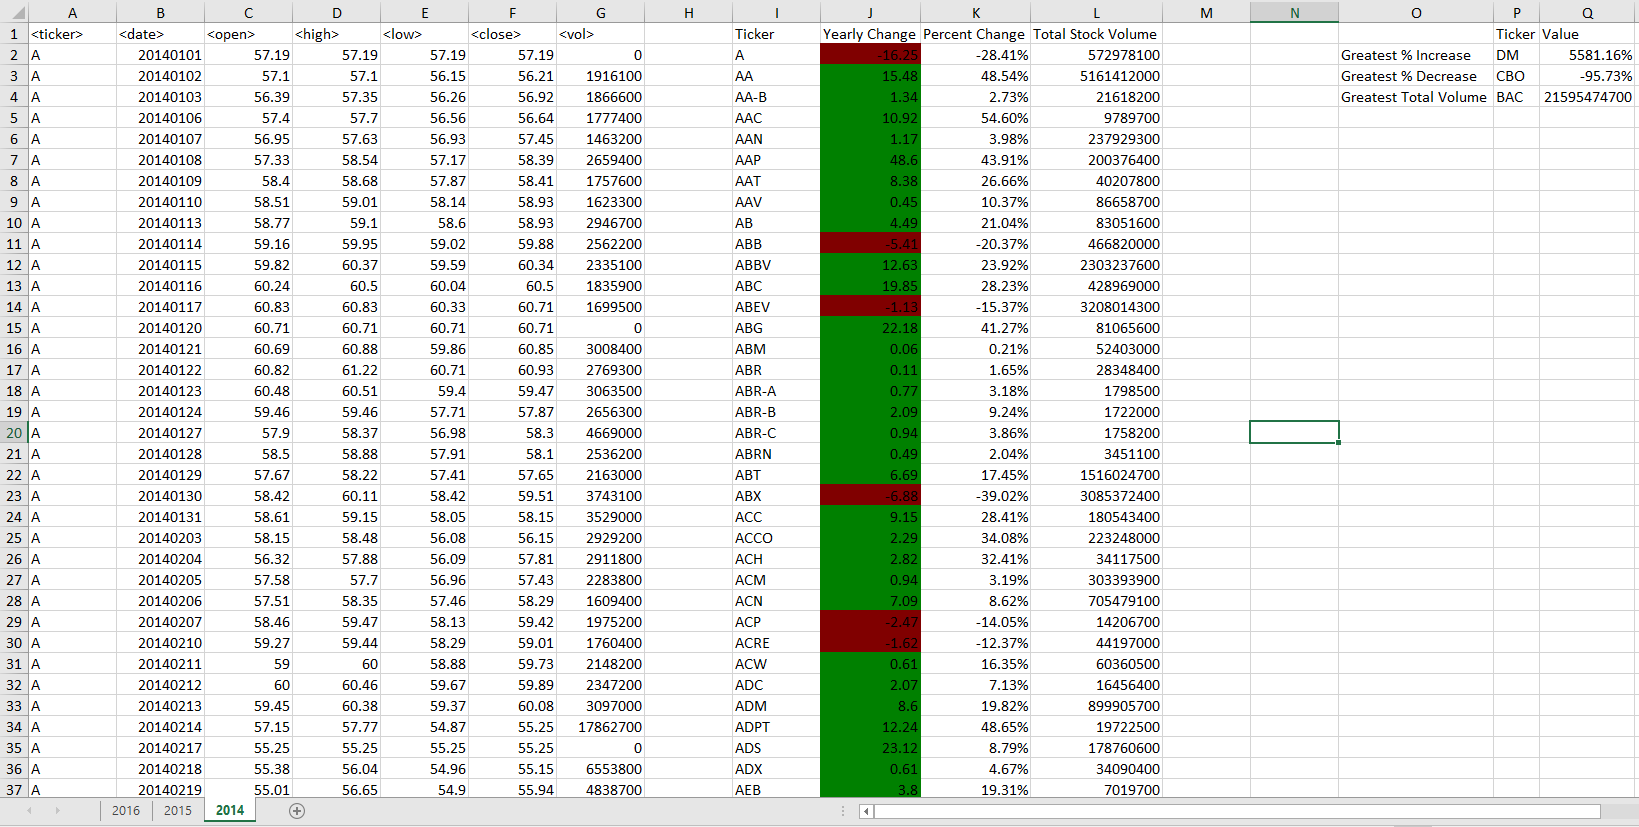 A B C D E F G H I J K L M N O P Q
1 <ticker> <date> <open> <high> <low> <close> <vol> Ticker Yearly Change Percent Change Total Stock Volume Ticker Value
2 A 20140101 57.19 57.19 57.19 57.19 0 A -16.25 -28.41% 572978100 Greatest % Increase DM 5581.16%
3 A 20140102 57.1 57.1 56.15 56.21 1916100 AA 15.48 48.54% 5161412000 Greatest % Decrease CBO -95.73%
4 A 20140103 56.39 57.35 56.26 56.92 1866600 AA-B 1.34 2.73% 21618200 Greatest Total Volume BAC 21595474700
5 A 20140106 57.4 57.7 56.56 56.64 1777400 AAC 10.92 54.60% 9789700
6 A 20140107 56.95 57.63 56.93 57.45 1463200 AAN 1.17 3.98% 237929300
7 A 20140108 57.33 58.54 57.17 58.39 2659400 AAP 48.6 43.91% 200376400
8 A 20140109 58.4 58.68 57.87 58.41 1757600 AAT 8.38 26.66% 40207800
9 A 20140110 58.51 59.01 58.14 58.93 1623300 AAV 0.45 10.37% 86658700
10 A 20140113 58.77 59.1 58.6 58.93 2946700 AB 4.49 21.04% 83051600
11 A 20140114 59.16 59.95 59.02 59.88 2562200 ABB -5.41 -20.37% 466820000
12 A 20140115 59.82 60.37 59.59 60.34 2335100 ABBV 12.63 23.92% 2303237600
13 A 20140116 60.24 60.5 60.04 60.5 1835900 ABC 19.85 28.23% 428969000
14 A 20140117 60.83 60.83 60.33 60.71 1699500 ABEV -1.13 -15.37% 3208014300
15 A 20140120 60.71 60.71 60.71 60.71 0 ABG 22.18 41.27% 81065600
16 A 20140121 60.69 60.88 59.86 60.85 3008400 ABM 0.06 0.21% 52403000
17 A 20140122 60.82 61.22 60.71 60.93 2769300 ABR 0.11 1.65% 28348400
18 A 20140123 60.48 60.51 59.4 59.47 3063500 ABR-A 0.77 3.18% 1798500
19 A 20140124 59.46 59.46 57.71 57.87 2656300 ABR-B 2.09 9.24% 1722000
20 A 20140127 57.9 58.37 56.98 58.3 4669000 ABR-C 0.94 3.86% 1758200
21 A 20140128 58.5 58.88 57.91 58.1 2536200 ABRN 0.49 2.04% 3451100
22 A 20140129 57.67 58.22 57.41 57.65 2163000 ABT 6.69 17.45% 1516024700
23 A 20140130 58.42 60.11 58.42 59.51 3743100 ABX -6.88 -39.02% 3085372400
24 A 20140131 58.61 59.15 58.05 58.15 3529000 ACC 9.15 28.41% 180543400
25 A 20140203 58.15 58.48 56.08 56.15 2929200 ACCO 2.29 34.08% 223248000
26 A 20140204 56.32 57.88 56.09 57.81 2911800 ACH 2.82 32.41% 34117500
27 A 20140205 57.58 57.7 56.96 57.43 2283800 ACM 0.94 3.19% 303393900
28 A 20140206 57.51 58.35 57.46 58.29 1609400 ACN 7.09 8.62% 705479100
29 A 20140207 58.46 59.47 58.13 59.42 1975200 ACP -2.47 -14.05% 14206700
30 A 20140210 59.27 59.44 58.29 59.01 1760400 ACRE -1.62 -12.37% 44197000
31 A 20140211 59 60 58.88 59.73 2148200 ACW 0.61 16.35% 60360500
32 A 20140212 60 60.46 59.67 59.89 2347200 ADC 2.07 7.13% 16456400
33 A 20140213 59.45 60.38 59.37 60.08 3097000 ADM 8.6 19.82% 899905700
34 A 20140214 57.15 57.77 54.87 55.25 17862700 ADPT 12.24 48.65% 19722500
35 A 20140217 55.25 55.25 55.25 55.25 0 ADS 23.12 8.79% 178760600
36 A 20140218 55.38 56.04 54.96 55.15 6553800 ADX 0.61 4.67% 34090400
37 A 20140219 55.01 56.65 54.9 55.94 4838700 AEB 3.8 19.31% 7019700
2016 2015 2014